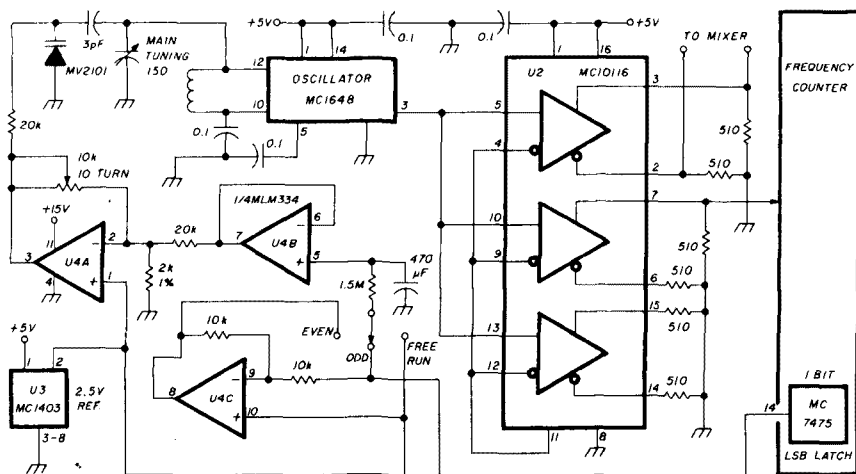 +5V
0.1
0.1
+5V
3pF
MAIN
TUNING
150
MV2101
1
14
12
OSCILLATOR
MC1648
10
3
5
0.1
0.1
20k
10k
10 TURN
+15V
11
3
U4A
−
2
+
1
4
2k
1%
20k
1/4MLM334
7
U4B
−
6
+
5
1.5M
470
µF
+5V
1
2
U3
MC1403
2.5V
REF.
3-8
10k
EVEN
ODD
FREE
RUN
8
U4C
−
9
10k
+
10
1
16
U2
MC10116
5
4
3
2
10
9
7
6
13
12
15
14
11
8
TO MIXER
510
510
510
510
510
510
FREQUENCY
COUNTER
14
1 BIT
MC
7475
LSB LATCH